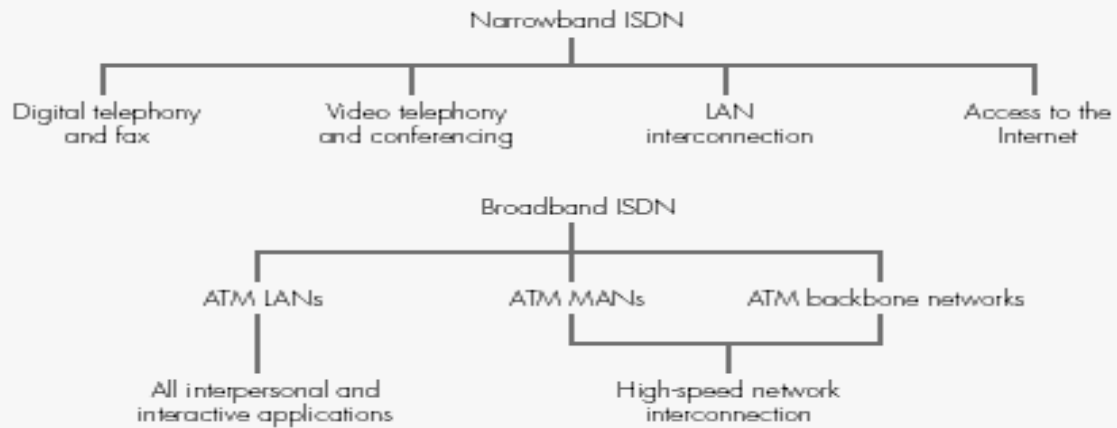 Narrowband ISDN
Digital telephony
and fax
Video telephony
and conferencing
LAN
interconnection
Access to the
Internet
Broadband ISDN
ATM LANs
ATM MANs
ATM backbone networks
All interpersonal and
interactive applications
High-speed network
interconnection